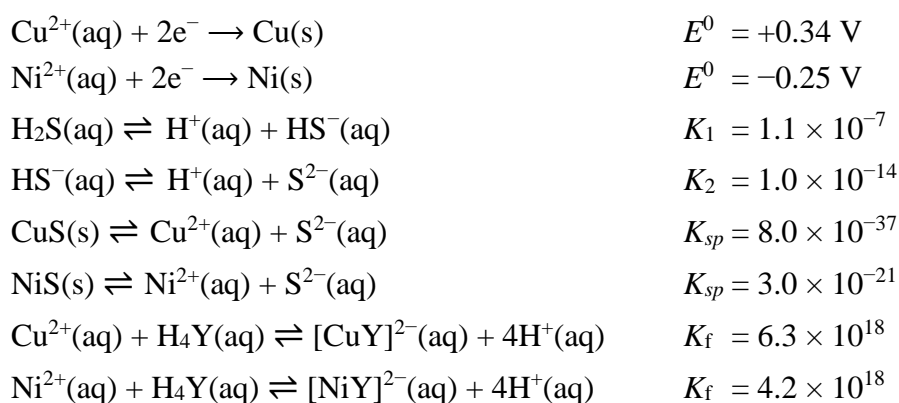 Cu²⁺(aq) + 2e⁻ ⟶ Cu(s) E⁰ = +0.34 V
Ni²⁺(aq) + 2e⁻ ⟶ Ni(s) E⁰ = −0.25 V
H₂S(aq) ⇌ H⁺(aq) + HS⁻(aq) K₁ = 1.1 × 10⁻⁷
HS⁻(aq) ⇌ H⁺(aq) + S²⁻(aq) K₂ = 1.0 × 10⁻¹⁴
CuS(s) ⇌ Cu²⁺(aq) + S²⁻(aq) Kₛₚ = 8.0 × 10⁻³⁷
NiS(s) ⇌ Ni²⁺(aq) + S²⁻(aq) Kₛₚ = 3.0 × 10⁻²¹
Cu²⁺(aq) + H₄Y(aq) ⇌ [CuY]²⁻(aq) + 4H⁺(aq) K_f = 6.3 × 10¹⁸
Ni²⁺(aq) + H₄Y(aq) ⇌ [NiY]²⁻(aq) + 4H⁺(aq) K_f = 4.2 × 10¹⁸